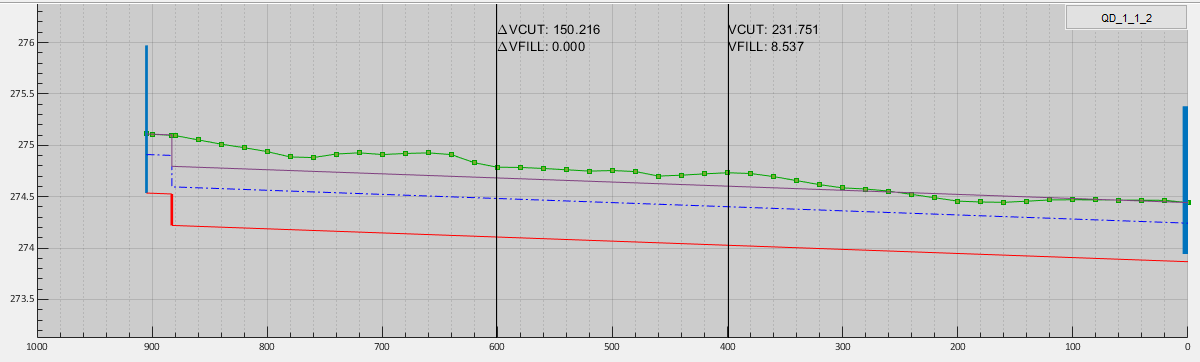 QD_1_1_2
ΔVCUT: 150.216
ΔVFILL: 0.000
VCUT: 231.751
VFILL: 8.537
276
275.5
275
274.5
274
273.5
1000 900 800 700 600 500 400 300 200 100 0